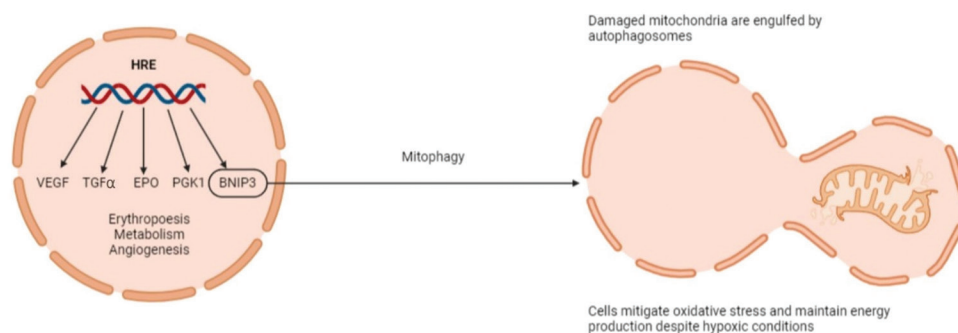 Damaged mitochondria are engulfed by
autophagosomes
HRE
VEGF TGFα EPO PGK1 BNIP3
Mitophagy
Erythropoesis
Metabolism
Angiogenesis
Cells mitigate oxidative stress and maintain energy
production despite hypoxic conditions